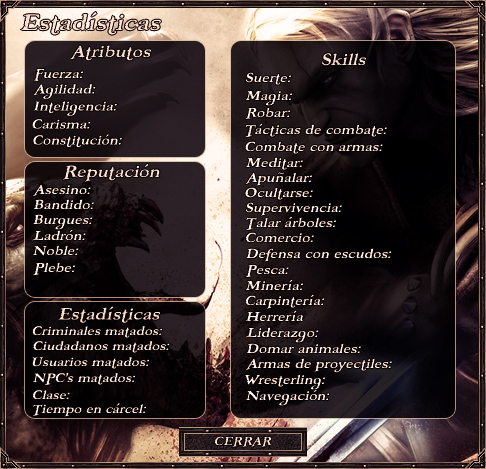 Estadísticas
Atributos
Fuerza:
Agilidad:
Inteligencia:
Carisma:
Constitución:
Reputación
Asesino:
Bandido:
Burgues:
Ladrón:
Noble:
Plebe:
Estadísticas
Criminales matados:
Ciudadanos matados:
Usuarios matados:
NPC's matados:
Clase:
Tiempo en cárcel:
Skills
Suerte:
Magia:
Robar:
Tácticas de combate:
Combate con armas:
Meditar:
Apuñalar:
Ocultarse:
Supervivencia:
Talar árboles:
Comercio:
Defensa con escudos:
Pesca:
Minería:
Carpintería:
Herrería
Liderazgo:
Domar animales:
Armas de proyectiles:
Wresterling:
Navegación:
CERRAR